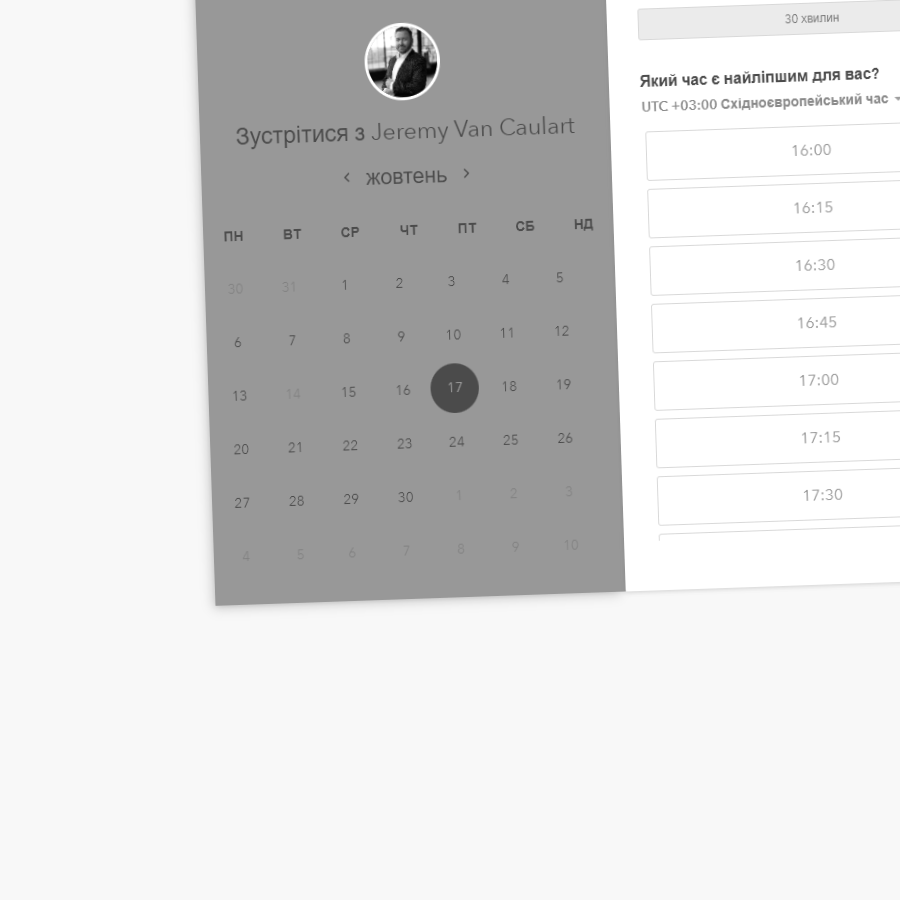 Зустрітися з Jeremy Van Caulart
жовтень
ПН ВТ СР ЧТ ПТ СБ НД
30 31 1 2 3 4 5
6 7 8 9 10 11 12
13 14 15 16 17 18 19
20 21 22 23 24 25 26
27 28 29 30 1 2 3
4 5 6 7 8 9 10
30 хвилин
Який час є найліпшим для вас?
UTC +03:00 Східноєвропейський час
16:00
16:15
16:30
16:45
17:00
17:15
17:30